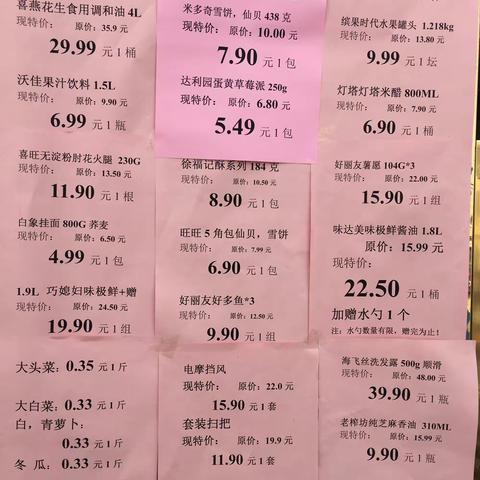 喜燕花生食用调和油 4L
现特价： 原价：35.9 元
29.99 元 1 桶
沃佳果汁饮料 1.5L
现特价： 原价：9.90 元
6.99 元 1 瓶
喜旺无淀粉肘花火腿 230G
现特价： 原价：13.50 元
11.90 元 1 根
白象挂面 800G 荞麦
现特价： 原价：6.50 元
4.99 元 1 包
1.9L 巧媳妇味极鲜+赠
现特价： 原价：24.50 元
19.90 元 1 组
大头菜：0.35 元 1 斤
大白菜：0.33 元 1 斤
白，青萝卜：
0.33 元 1 斤
冬 瓜：0.33 元 1 斤
米多奇雪饼，仙贝 438 克
现特价： 原价：10.00 元
7.90 元 1 包
达利园蛋黄草莓派 250g
现特价： 原价：6.80 元
5.49 元 1 包
徐福记酥系列 184 克
现特价： 原价：10.50 元
8.90 元 1 包
旺旺 5 角包仙贝，雪饼
现特价： 原价：7.99 元
6.90 元 1 包
好丽友好多鱼*3
现特价： 原价：12.50 元
9.90 元 1 组
电摩挡风
现特价： 原价：22.0 元
15.90 元 1 套
套装扫把
现特价： 原价：19.9 元
11.90 元 1 套
缤果时代水果罐头 1.218kg
现特价： 原价：13.80 元
9.99 元 1 坛
灯塔灯塔米醋 800ML
现特价： 原价：7.90 元
6.90 元 1 桶
好丽友薯愿 104G*3
现特价： 原价：22.00 元
15.90 元 1 组
味达美味极鲜酱油 1.8L
现特价： 原价：15.99 元
22.50 元 1 桶
加赠水勺 1 个
注：水勺数量有限，赠完为止！
海飞丝洗发露 500g 顺滑
现特价： 原价：48.00 元
39.90 元 1 瓶
老榨坊纯芝麻香油 310ML
现特价： 原价：15.99 元
9.90 元 1 瓶